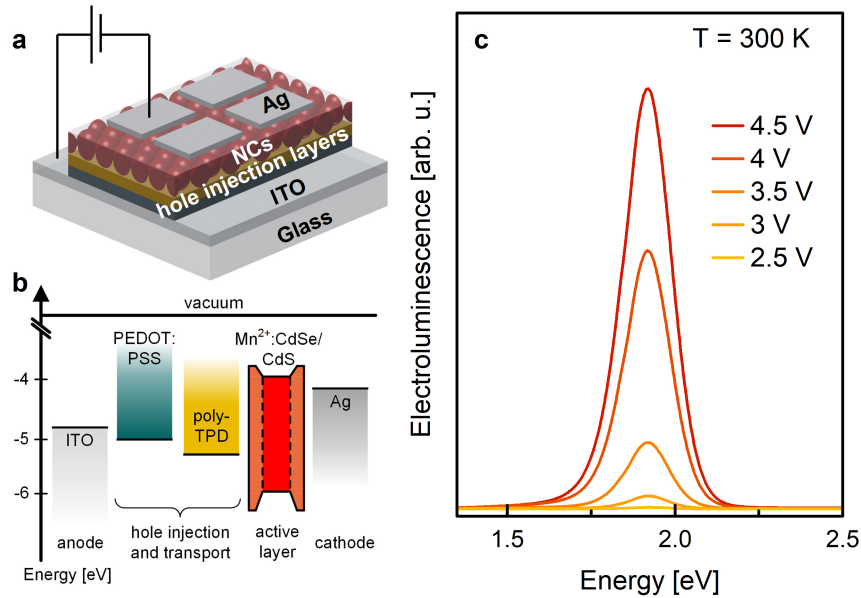 a
Ag
NCs
hole injection layers
ITO
Glass
b
vacuum
PEDOT:
PSS
Mn²⁺:CdSe/
CdS
-4
-5
-6
ITO
poly-
TPD
Ag
anode
hole injection
and transport
active
layer
cathode
Energy [eV]
c
T = 300 K
4.5 V
4 V
3.5 V
3 V
2.5 V
Electroluminescence [arb. u.]
1.5
2.0
2.5
Energy [eV]